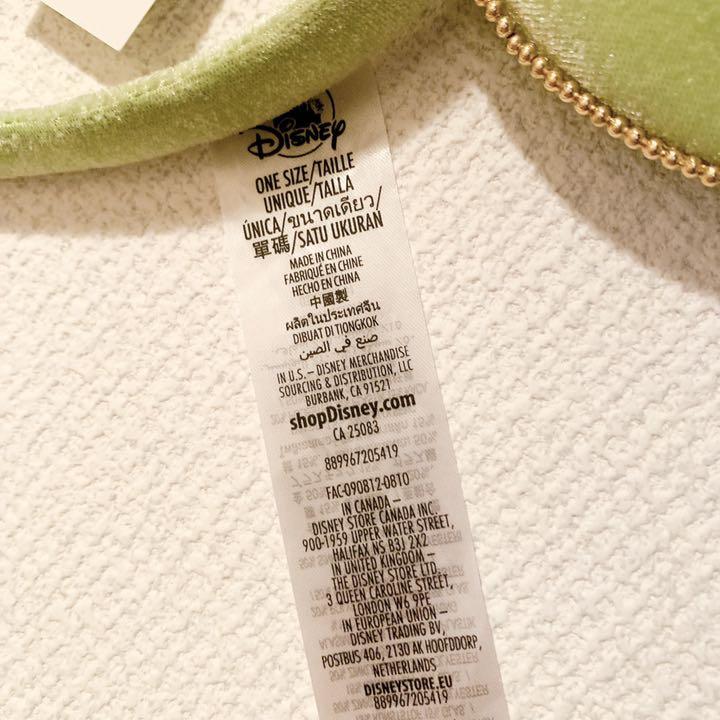 Disney
ONE SIZE/TAILLE
UNIQUE/TALLA
ÚNICA/ขนาดเดียว/
單碼/SATU UKURAN
MADE IN CHINA
FABRIQUÉ EN CHINE
HECHO EN CHINA
中國製
ผลิตในประเทศจีน
DIBUAT DI TIONGKOK
صنع في الصين
IN U.S. – DISNEY MERCHANDISE
SOURCING & DISTRIBUTION, LLC
BURBANK, CA 91521
shopDisney.com
CA 25083
889967205419
FAC-090812-0810
IN CANADA –
DISNEY STORE CANADA INC.
900-1959 UPPER WATER STREET,
HALIFAX NS B3J 2X2
IN UNITED KINGDOM –
THE DISNEY STORE LTD.
3 QUEEN CAROLINE STREET,
LONDON W6 9PE
IN EUROPEAN UNION –
DISNEY TRADING BV,
POSTBUS 406, 2130 AK HOOFDDORP,
NETHERLANDS
DISNEYSTORE.EU
889967205419